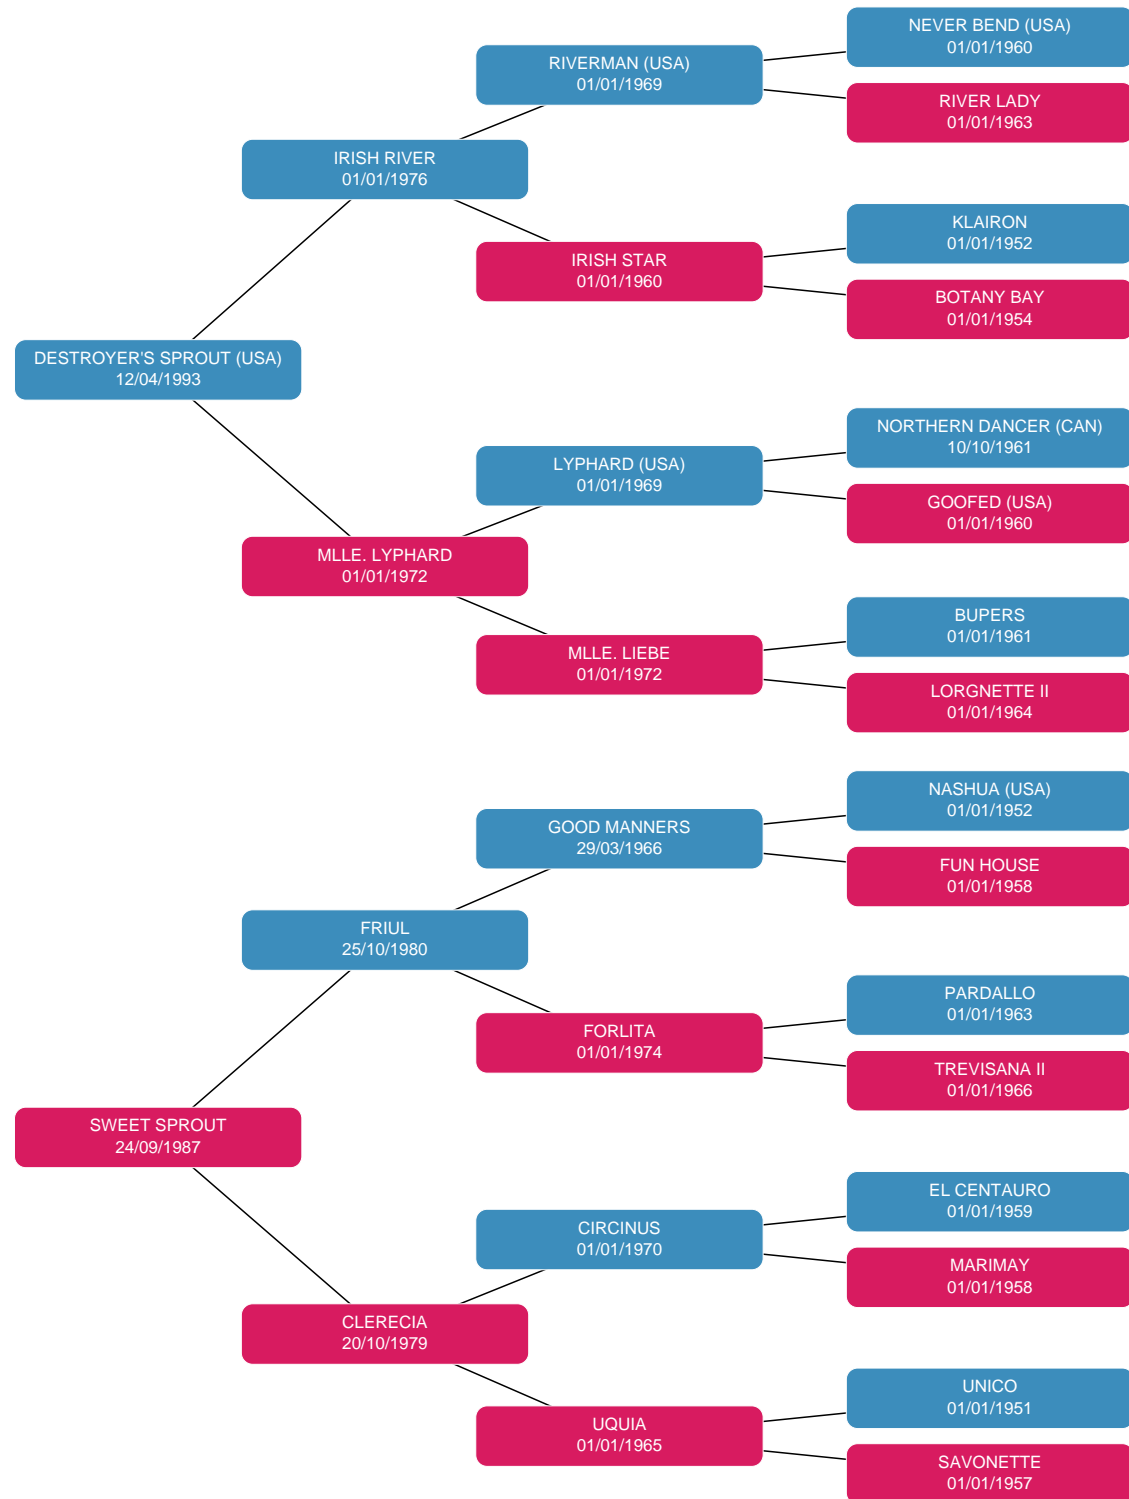 NEVER BEND (USA)
01/01/1960
RIVERMAN (USA)
01/01/1969
RIVER LADY
01/01/1963
IRISH RIVER
01/01/1976
KLAIRON
01/01/1952
IRISH STAR
01/01/1960
BOTANY BAY
01/01/1954
DESTROYER'S SPROUT (USA)
12/04/1993
NORTHERN DANCER (CAN)
10/10/1961
LYPHARD (USA)
01/01/1969
GOOFED (USA)
01/01/1960
MLLE. LYPHARD
01/01/1972
BUPERS
01/01/1961
MLLE. LIEBE
01/01/1972
LORGNETTE II
01/01/1964
NASHUA (USA)
01/01/1952
GOOD MANNERS
29/03/1966
FUN HOUSE
01/01/1958
FRIUL
25/10/1980
PARDALLO
01/01/1963
FORLITA
01/01/1974
TREVISANA II
01/01/1966
SWEET SPROUT
24/09/1987
EL CENTAURO
01/01/1959
CIRCINUS
01/01/1970
MARIMAY
01/01/1958
CLERECIA
20/10/1979
UNICO
01/01/1951
UQUIA
01/01/1965
SAVONETTE
01/01/1957